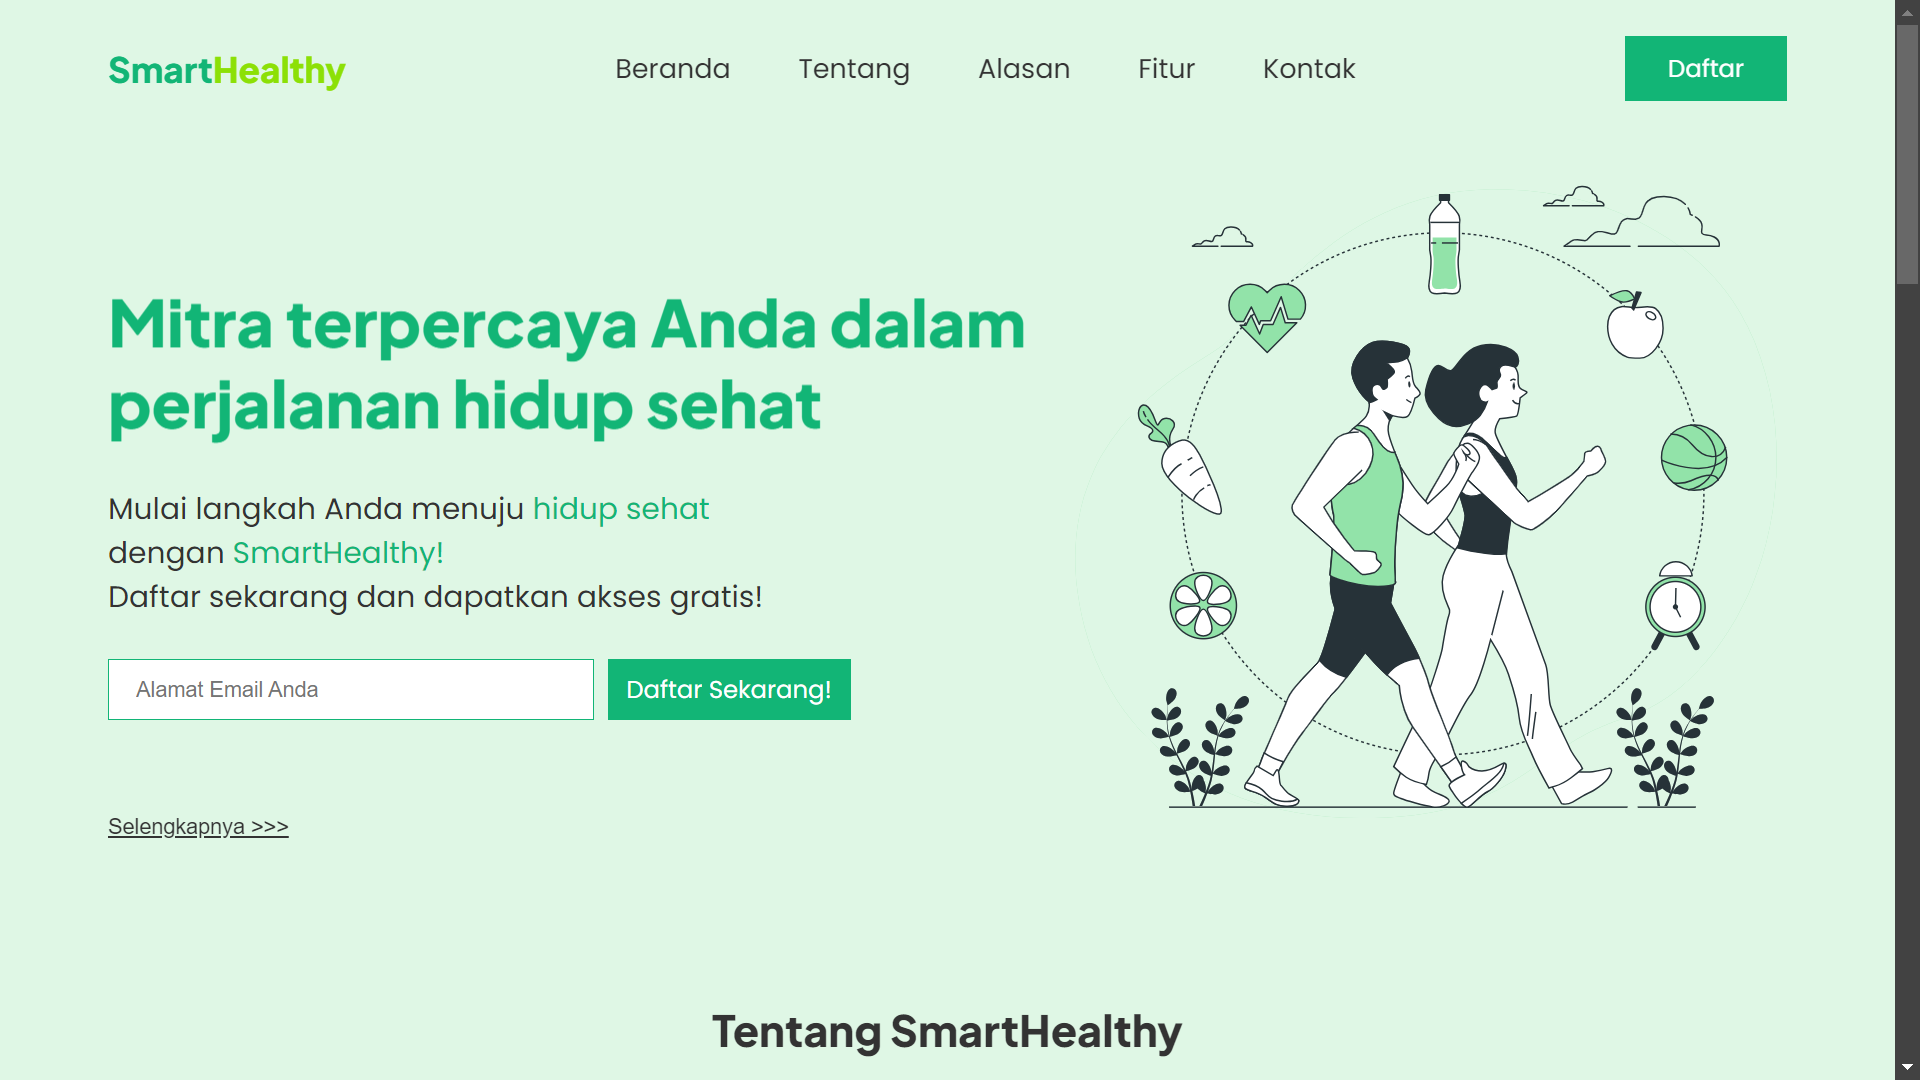 SmartHealthy
Beranda
Tentang
Alasan
Fitur
Kontak
Daftar
Mitra terpercaya Anda dalam
perjalanan hidup sehat
Mulai langkah Anda menuju hidup sehat
dengan SmartHealthy!
Daftar sekarang dan dapatkan akses gratis!
Alamat Email Anda
Daftar Sekarang!
Selengkapnya >>>
Tentang SmartHealthy